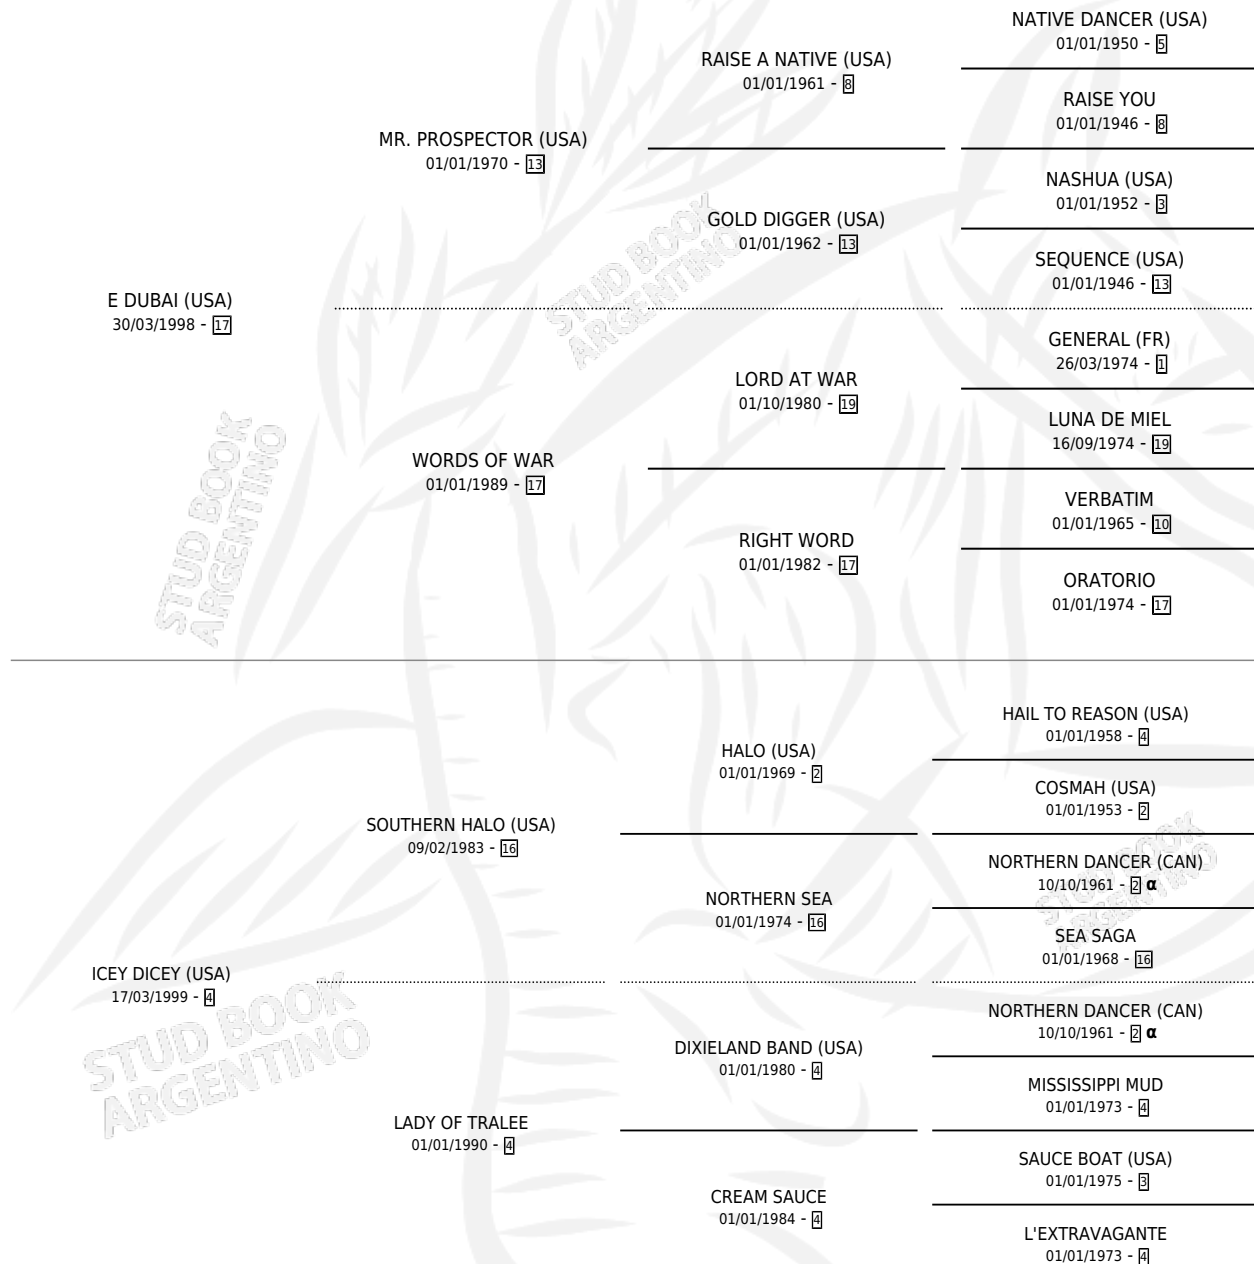 NATIVE DANCER (USA)
01/01/1950 - 5
RAISE A NATIVE (USA)
01/01/1961 - 8
RAISE YOU
01/01/1946 - 8
MR. PROSPECTOR (USA)
01/01/1970 - 13
NASHUA (USA)
01/01/1952 - 3
GOLD DIGGER (USA)
01/01/1962 - 13
SEQUENCE (USA)
01/01/1946 - 13
E DUBAI (USA)
30/03/1998 - 17
GENERAL (FR)
26/03/1974 - 1
LORD AT WAR
01/10/1980 - 19
LUNA DE MIEL
16/09/1974 - 19
WORDS OF WAR
01/01/1989 - 17
VERBATIM
01/01/1965 - 10
RIGHT WORD
01/01/1982 - 17
ORATORIO
01/01/1974 - 17
HAIL TO REASON (USA)
01/01/1958 - 4
HALO (USA)
01/01/1969 - 2
COSMAH (USA)
01/01/1953 - 2
SOUTHERN HALO (USA)
09/02/1983 - 16
NORTHERN DANCER (CAN)
10/10/1961 - 2 α
NORTHERN SEA
01/01/1974 - 16
SEA SAGA
01/01/1968 - 16
ICEY DICEY (USA)
17/03/1999 - 4
NORTHERN DANCER (CAN)
10/10/1961 - 2 α
DIXIELAND BAND (USA)
01/01/1980 - 4
MISSISSIPPI MUD
01/01/1973 - 4
LADY OF TRALEE
01/01/1990 - 4
SAUCE BOAT (USA)
01/01/1975 - 3
CREAM SAUCE
01/01/1984 - 4
L'EXTRAVAGANTE
01/01/1973 - 4
STUD BOOK
ARGENTINO
STUD BOOK
ARGENTINO
STUD BOOK
ARGENTINO
STUD BOOK
ARGENTINO